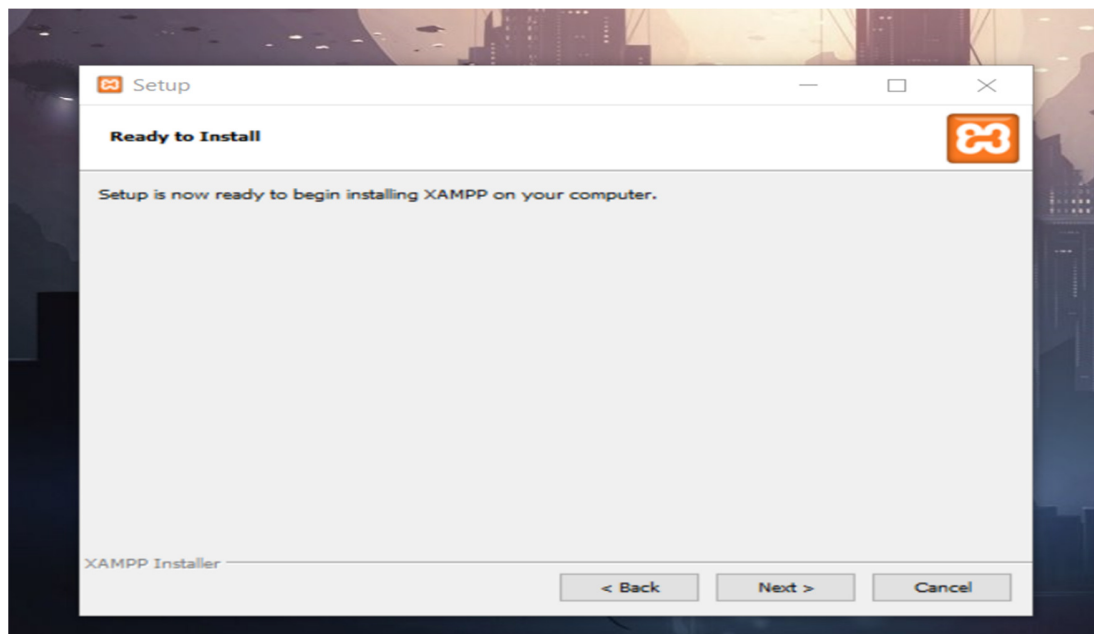 Setup
Ready to Install
Setup is now ready to begin installing XAMPP on your computer.
XAMPP Installer
< Back
Next >
Cancel